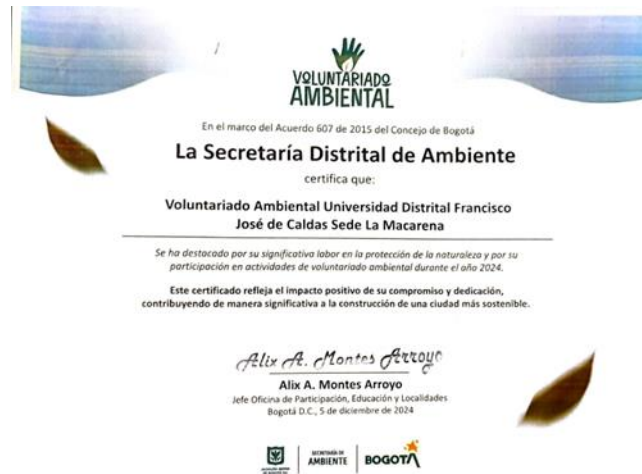 VOLUNTARIADO
AMBIENTAL
En el marco del Acuerdo 607 de 2015 del Concejo de Bogotá
La Secretaría Distrital de Ambiente
certifica que:
Voluntariado Ambiental Universidad Distrital Francisco
José de Caldas Sede La Macarena
Se ha destacado por su significativa labor en la protección de la naturaleza y por su
participación en actividades de voluntariado ambiental durante el año 2024.
Este certificado refleja el impacto positivo de su compromiso y dedicación,
contribuyendo de manera significativa a la construcción de una ciudad más sostenible.
Alix A. Montes Arroyo
Alix A. Montes Arroyo
Jefe Oficina de Participación, Educación y Localidades
Bogotá D.C., 5 de diciembre de 2024
SECRETARÍA DE
AMBIENTE
BOGOTÁ